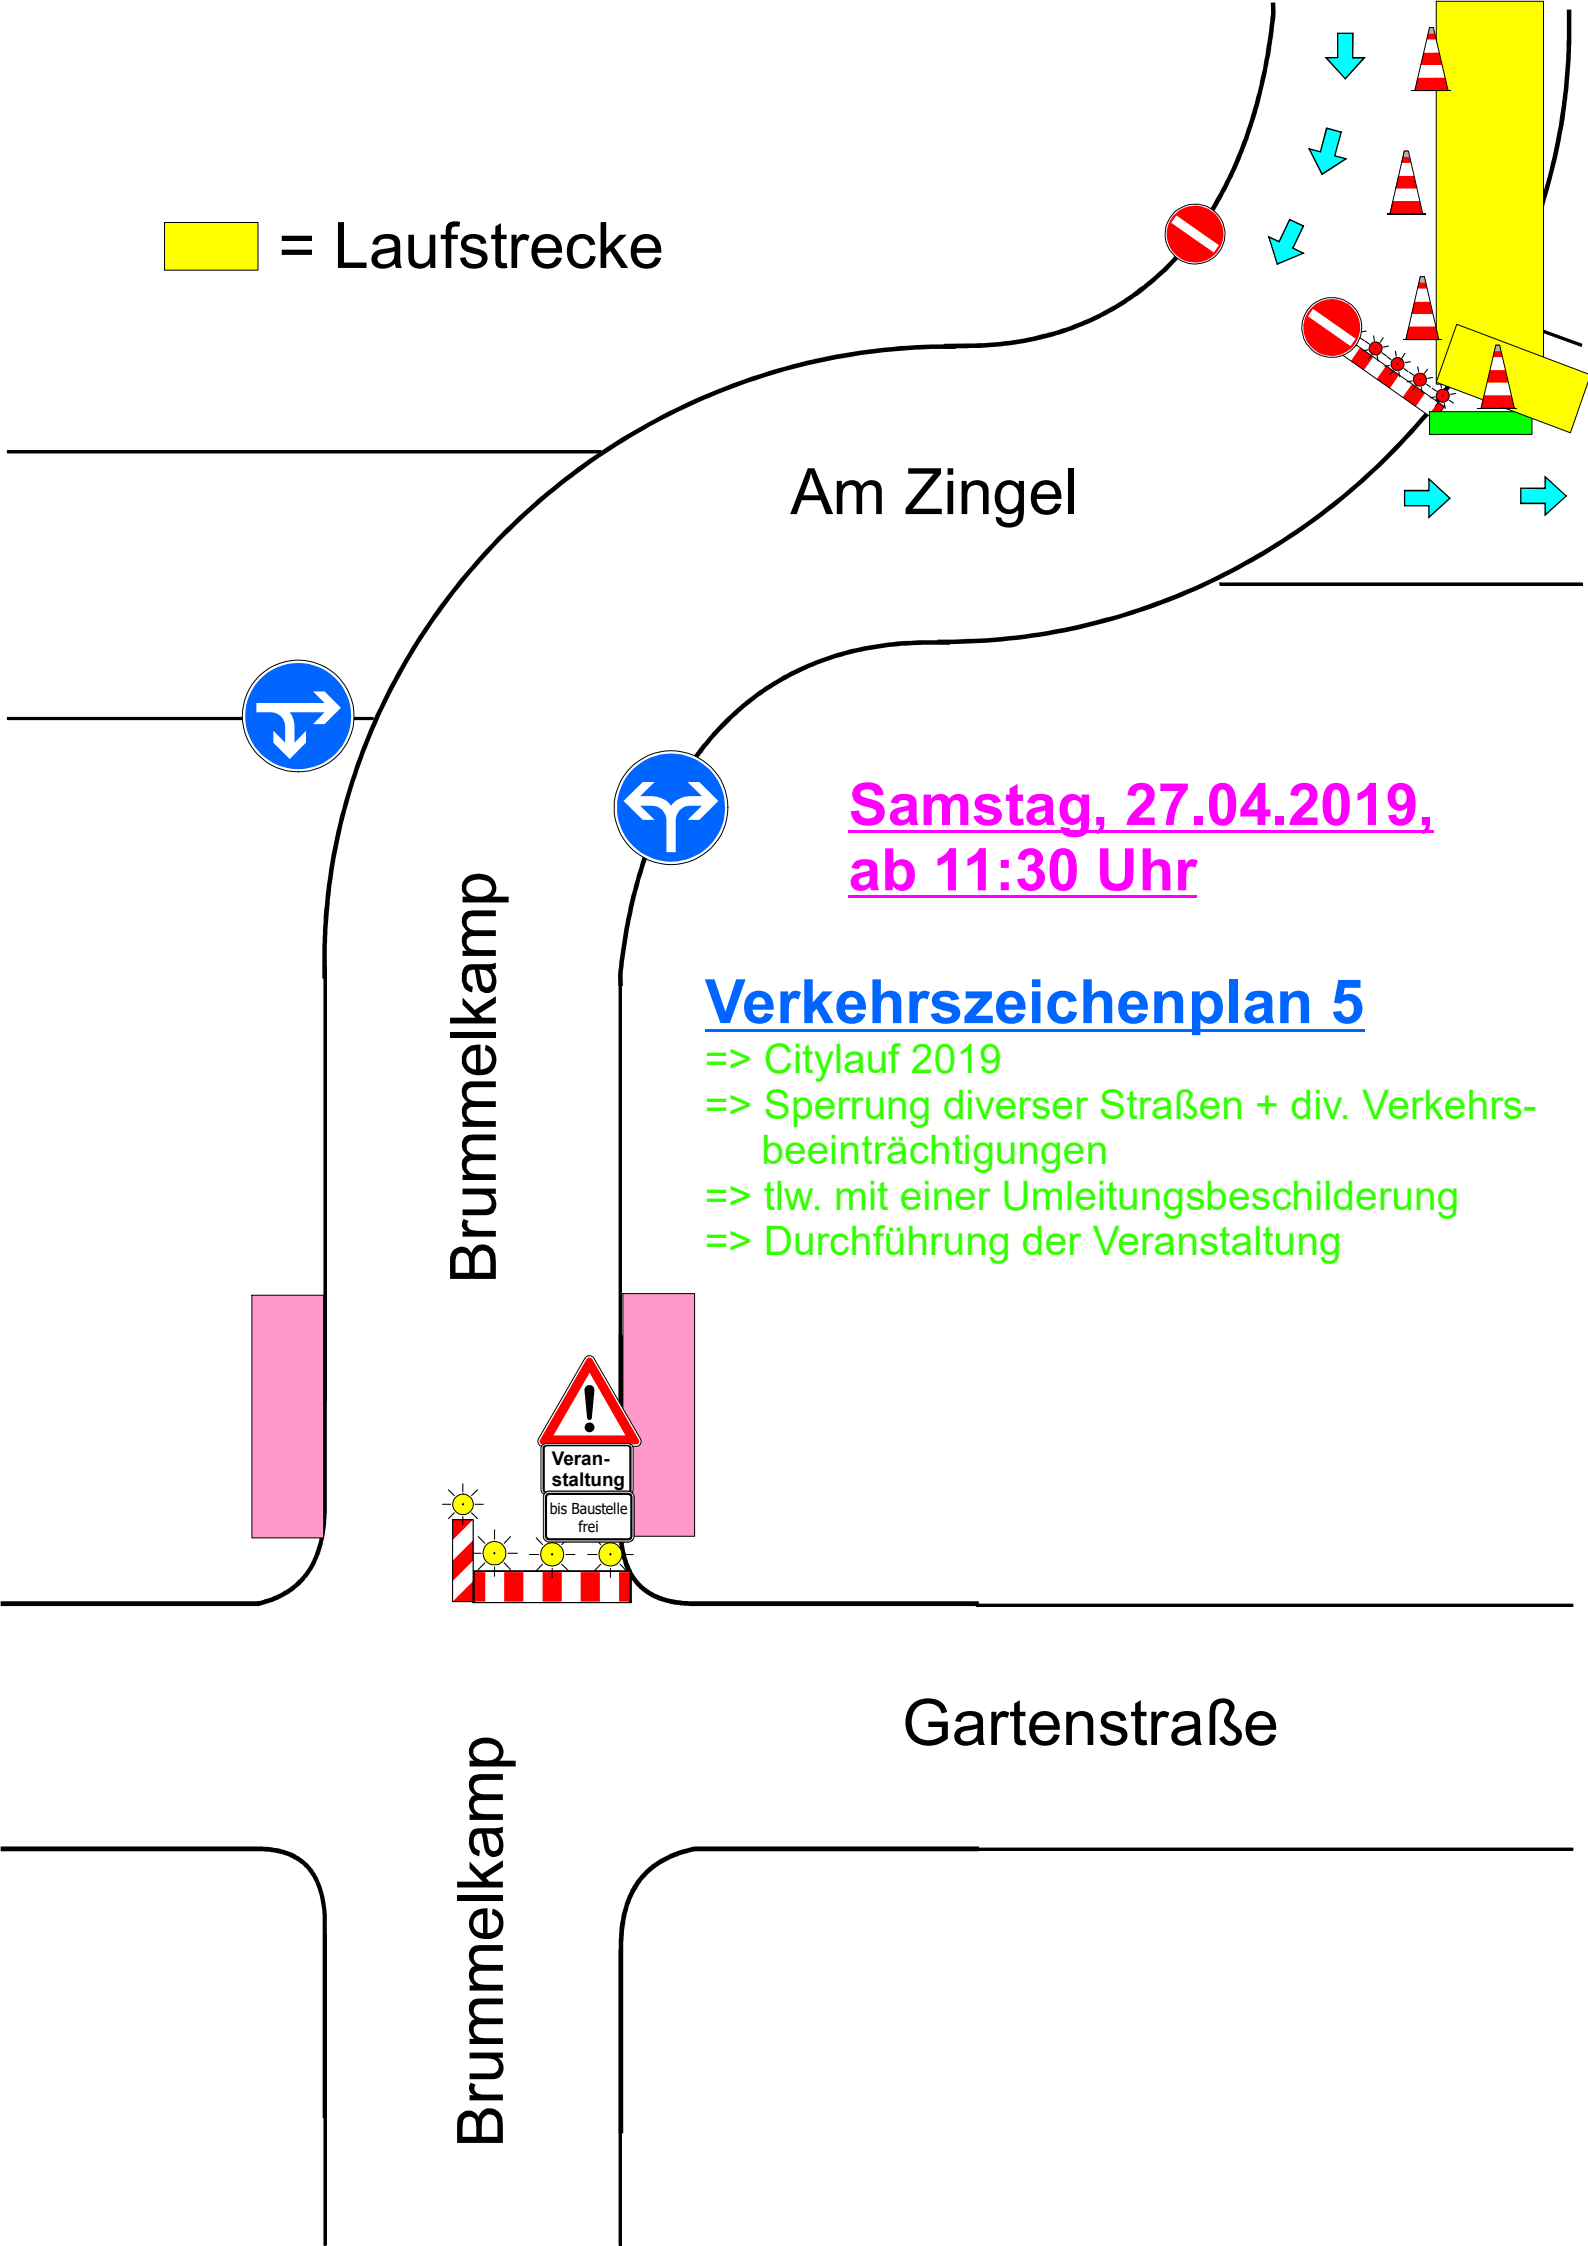 = Laufstrecke
Am Zingel
Samstag, 27.04.2019,
ab 11:30 Uhr
Brummelkamp
Verkehrszeichenplan 5
=> Citylauf 2019
=> Sperrung diverser Straßen + div. Verkehrs-
beeinträchtigungen
=> tlw. mit einer Umleitungsbeschilderung
=> Durchführung der Veranstaltung
Veran-
staltung
bis Baustelle
frei
Gartenstraße
Brummelkamp